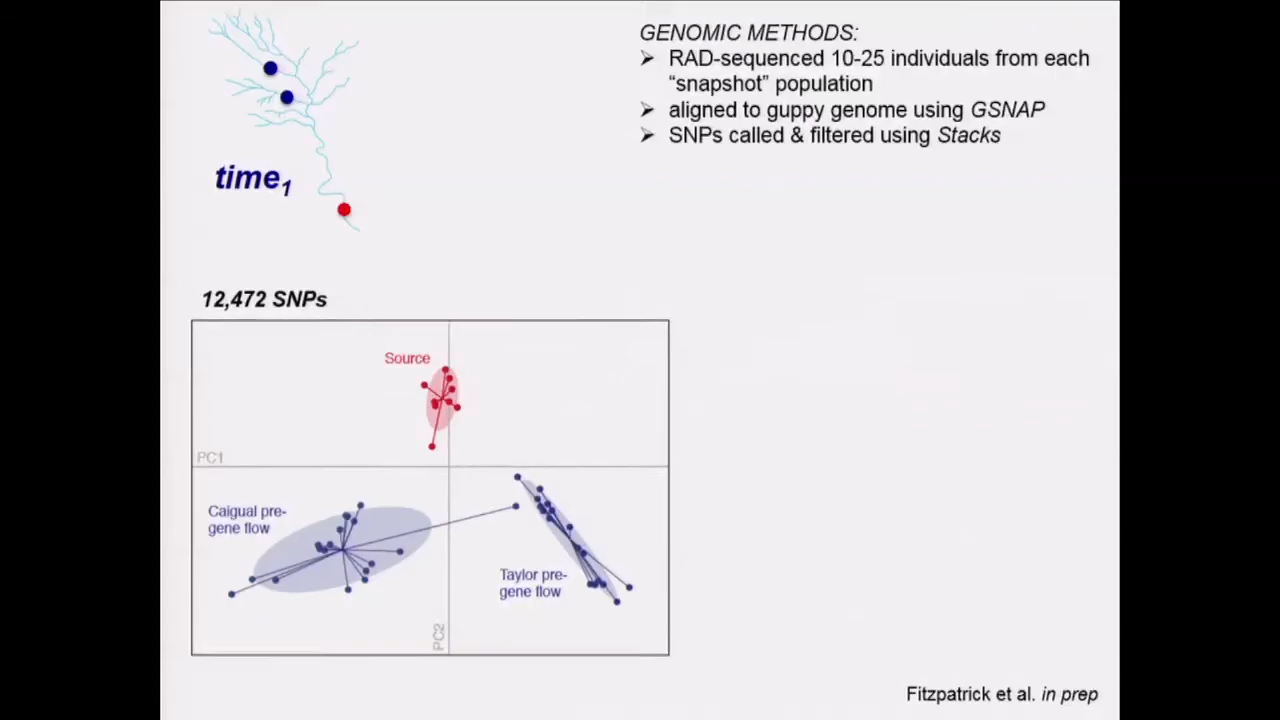 GENOMIC METHODS:
➢ RAD-sequenced 10-25 individuals from each
“snapshot” population
➢ aligned to guppy genome using GSNAP
➢ SNPs called & filtered using Stacks
time1
12,472 SNPs
Source
PC1
Caigual pre-
gene flow
Taylor pre-
gene flow
PC2
Fitzpatrick et al. in prep